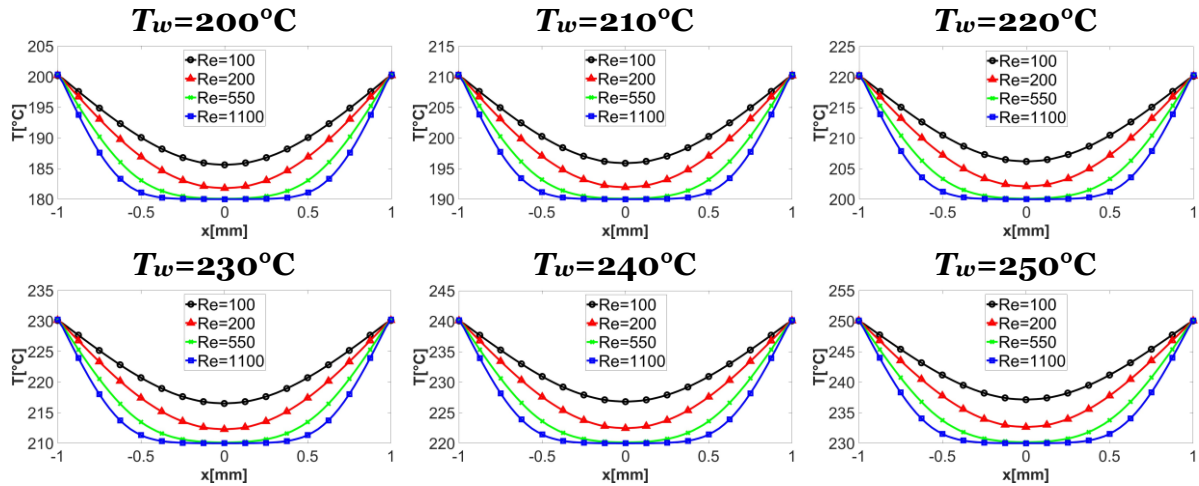 Tw=200°C
205
200
195
190
185
180
T[°C]
Re=100
Re=200
Re=550
Re=1100
-1 -0.5 0 0.5 1
x[mm]
Tw=210°C
215
210
205
200
195
190
T[°C]
Re=100
Re=200
Re=550
Re=1100
-1 -0.5 0 0.5 1
x[mm]
Tw=220°C
225
220
215
210
205
200
T[°C]
Re=100
Re=200
Re=550
Re=1100
-1 -0.5 0 0.5 1
x[mm]
Tw=230°C
235
230
225
220
215
210
T[°C]
Re=100
Re=200
Re=550
Re=1100
-1 -0.5 0 0.5 1
x[mm]
Tw=240°C
245
240
235
230
225
220
T[°C]
Re=100
Re=200
Re=550
Re=1100
-1 -0.5 0 0.5 1
x[mm]
Tw=250°C
255
250
245
240
235
230
T[°C]
Re=100
Re=200
Re=550
Re=1100
-1 -0.5 0 0.5 1
x[mm]